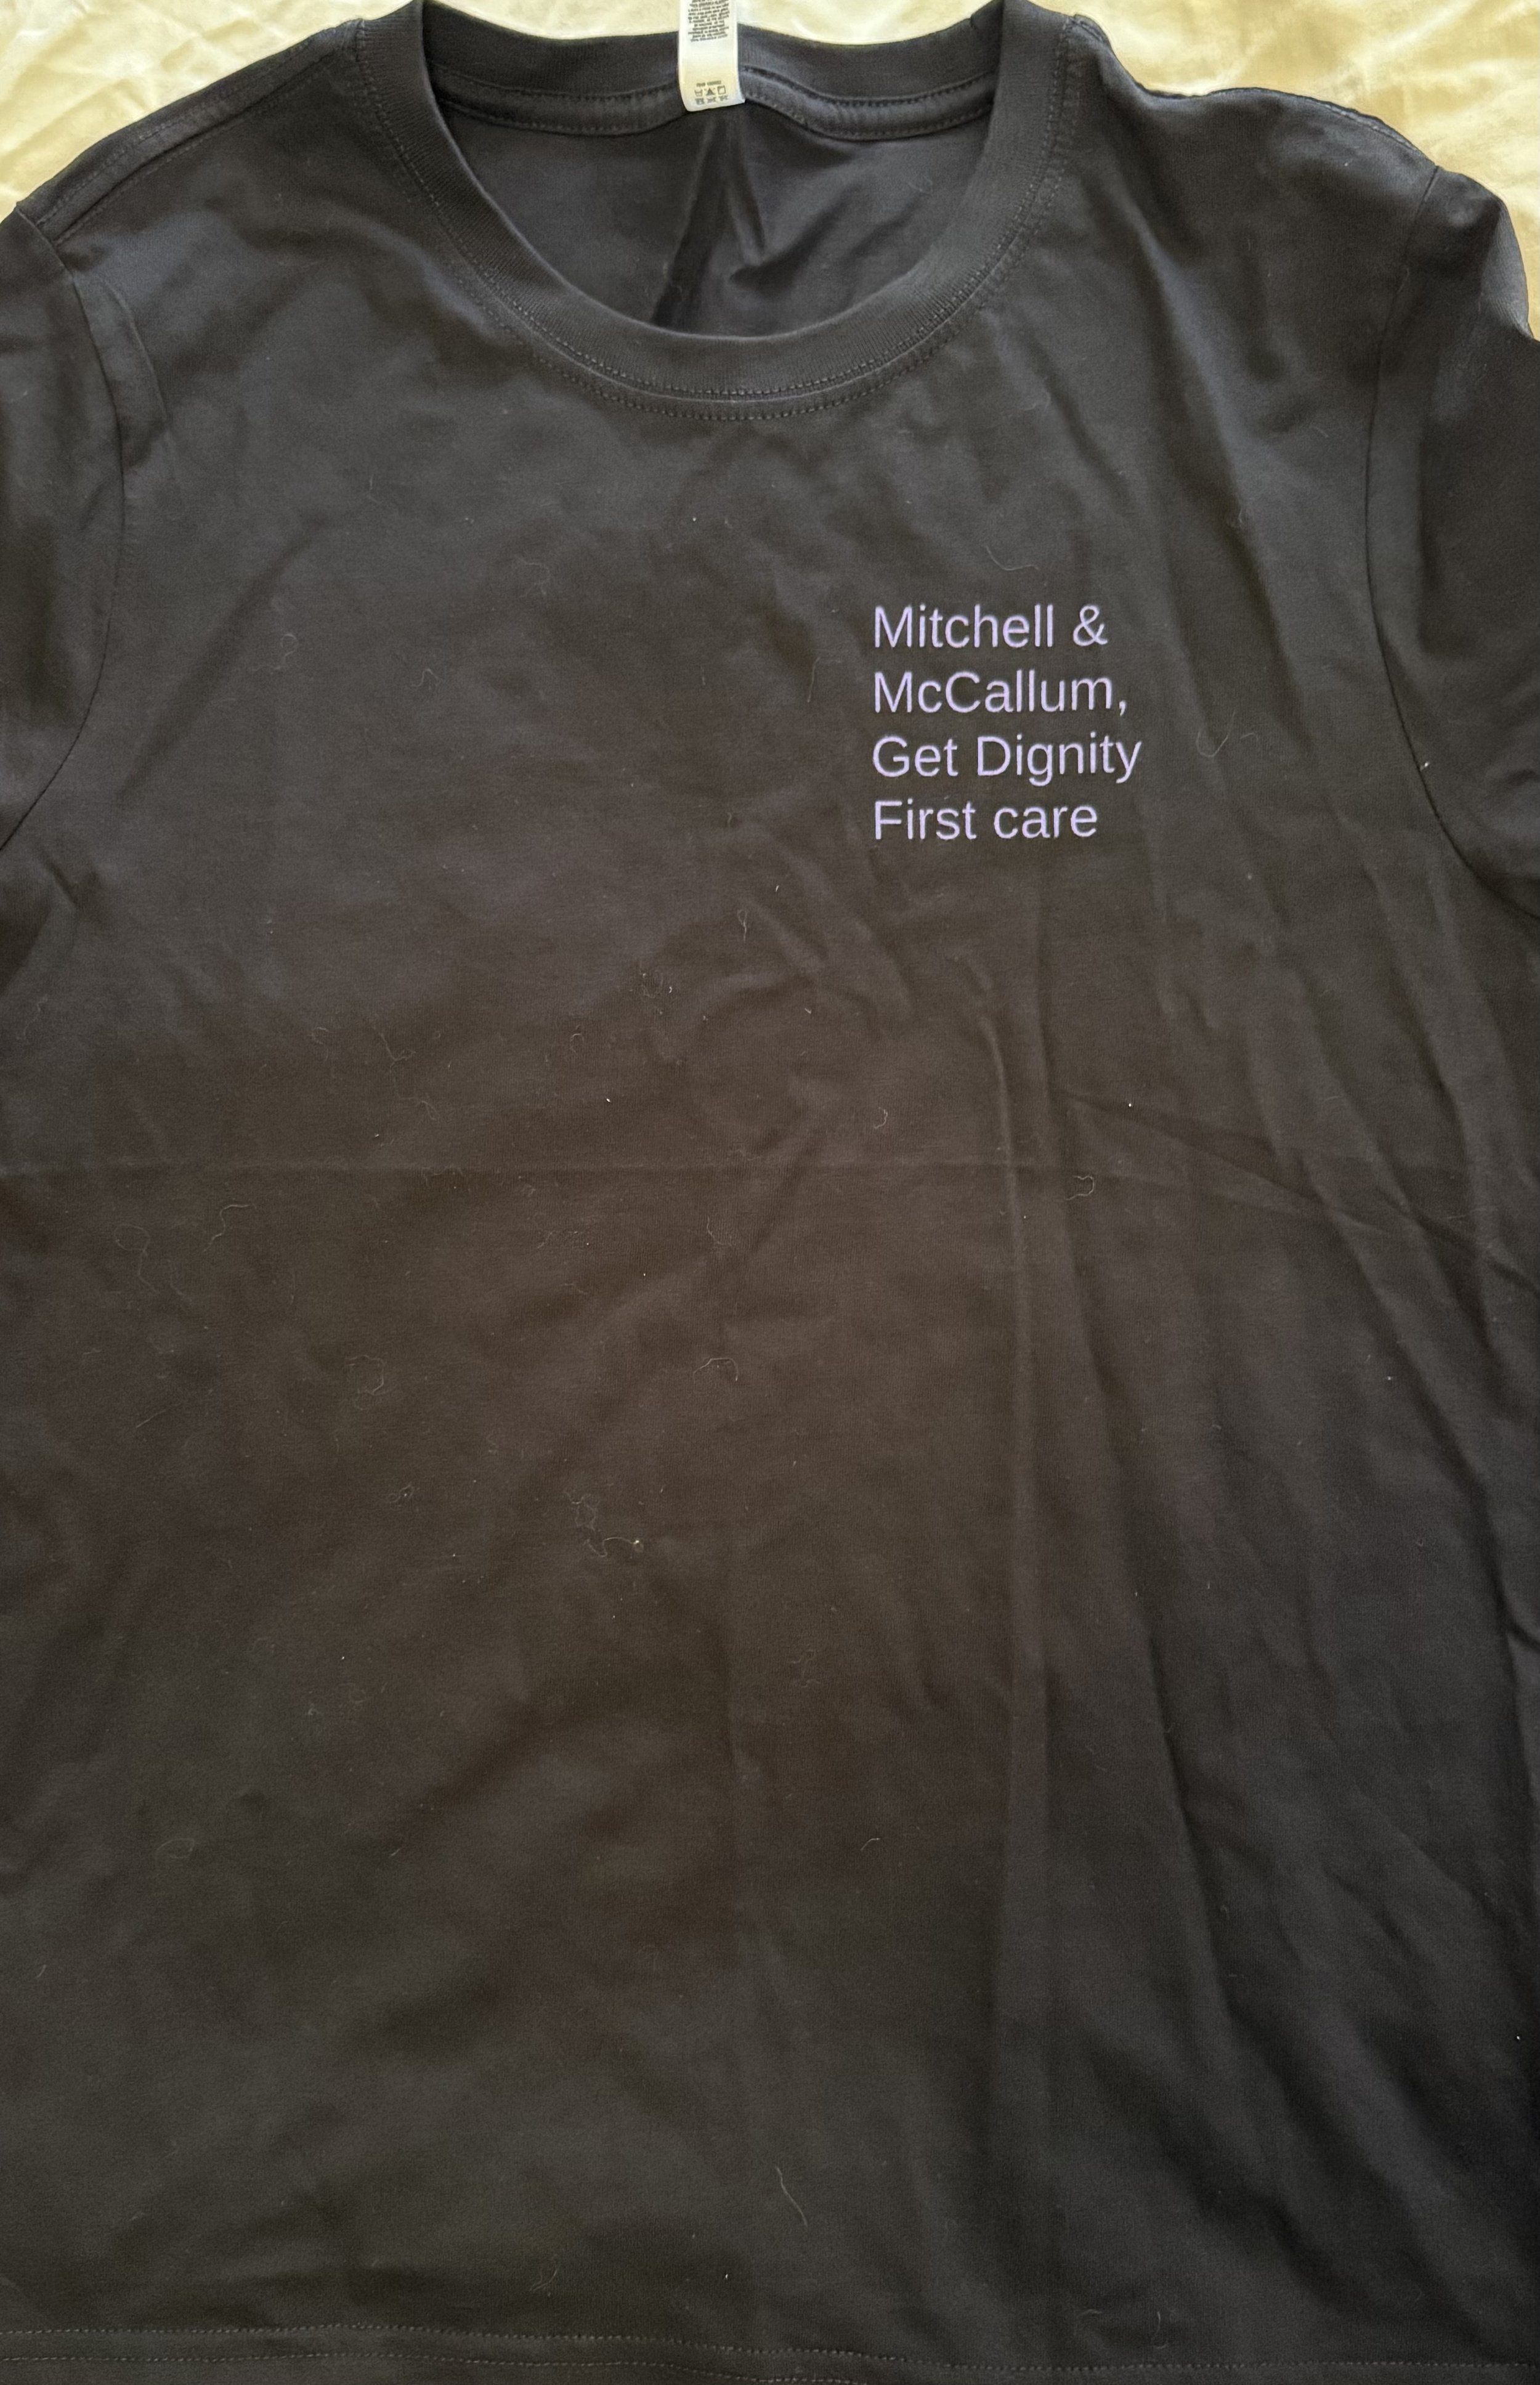 Mitchell &
McCallum,
Get Dignity
First care